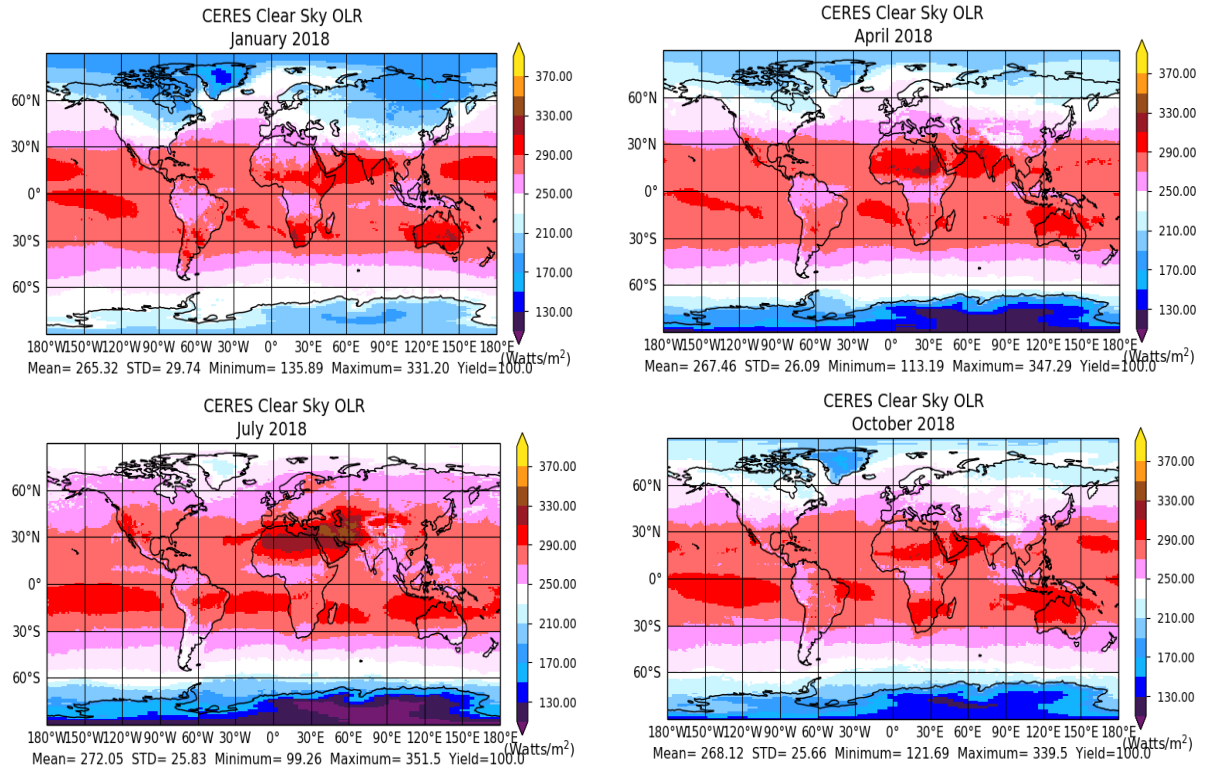 CERES Clear Sky OLR
January 2018
60°N
30°N
0°
30°S
60°S
370.00
330.00
290.00
250.00
210.00
170.00
130.00
180°W150°W120°W 90°W 60°W 30°W 0° 30°E 60°E 90°E 120°E 150°E 180°E
(Watts/m²)
Mean= 265.32 STD= 29.74 Minimum= 135.89 Maximum= 331.20 Yield=100.0
CERES Clear Sky OLR
April 2018
60°N
30°N
0°
30°S
60°S
370.00
330.00
290.00
250.00
210.00
170.00
130.00
180°W150°W120°W 90°W 60°W 30°W 0° 30°E 60°E 90°E 120°E 150°E 180°E
(Watts/m²)
Mean= 267.46 STD= 26.09 Minimum= 113.19 Maximum= 347.29 Yield=100.0
CERES Clear Sky OLR
July 2018
60°N
30°N
0°
30°S
60°S
370.00
330.00
290.00
250.00
210.00
170.00
130.00
180°W150°W120°W 90°W 60°W 30°W 0° 30°E 60°E 90°E 120°E 150°E 180°E
(Watts/m²)
Mean= 272.05 STD= 25.83 Minimum= 99.26 Maximum= 351.5 Yield=100.0
CERES Clear Sky OLR
October 2018
60°N
30°N
0°
30°S
60°S
370.00
330.00
290.00
250.00
210.00
170.00
130.00
180°W150°W120°W 90°W 60°W 30°W 0° 30°E 60°E 90°E 120°E 150°E 180°E
(Watts/m²)
Mean= 268.12 STD= 25.66 Minimum= 121.69 Maximum= 339.5 Yield=100.0